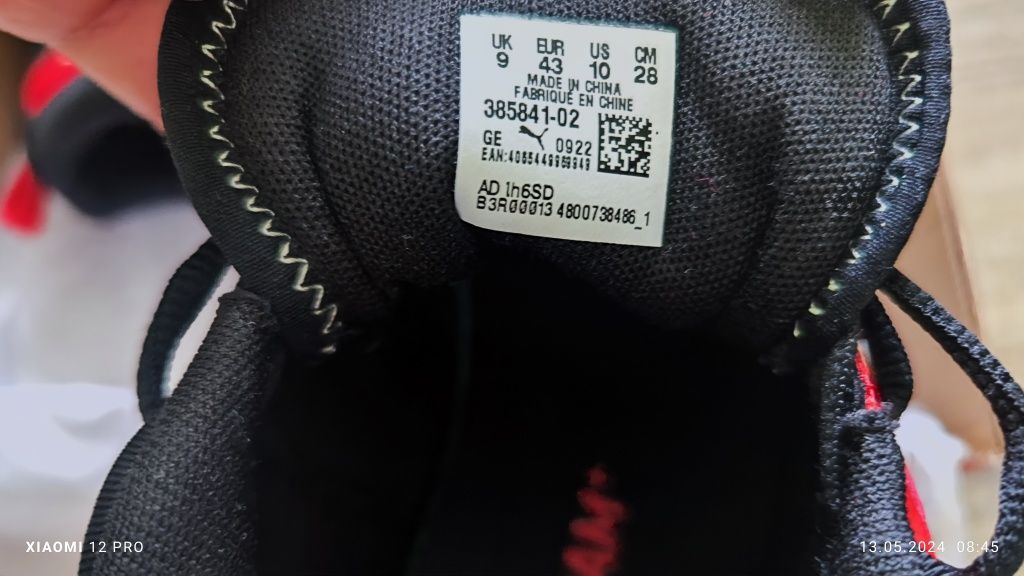 UK EUR US CM
9 43 10 28
MADE IN CHINA
FABRIQUÉ EN CHINE
385841-02
GE 0922
AD 1h6SD
B3R00013 4800738486_1
XIAOMI 12 PRO
13.05.2024 08:45